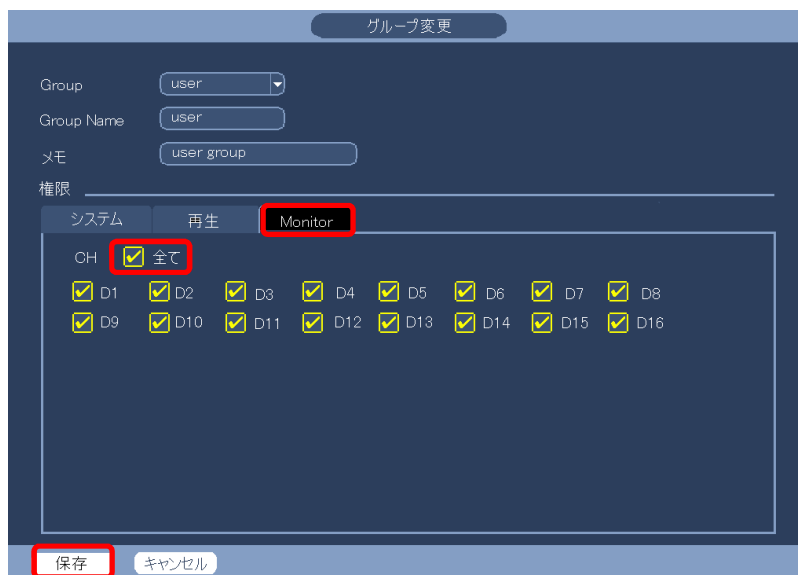 グループ変更
Group user
Group Name user
メモ user group
権限
システム 再生 Monitor
CH 全て
D1 D2 D3 D4 D5 D6 D7 D8
D9 D10 D11 D12 D13 D14 D15 D16
保存 キャンセル